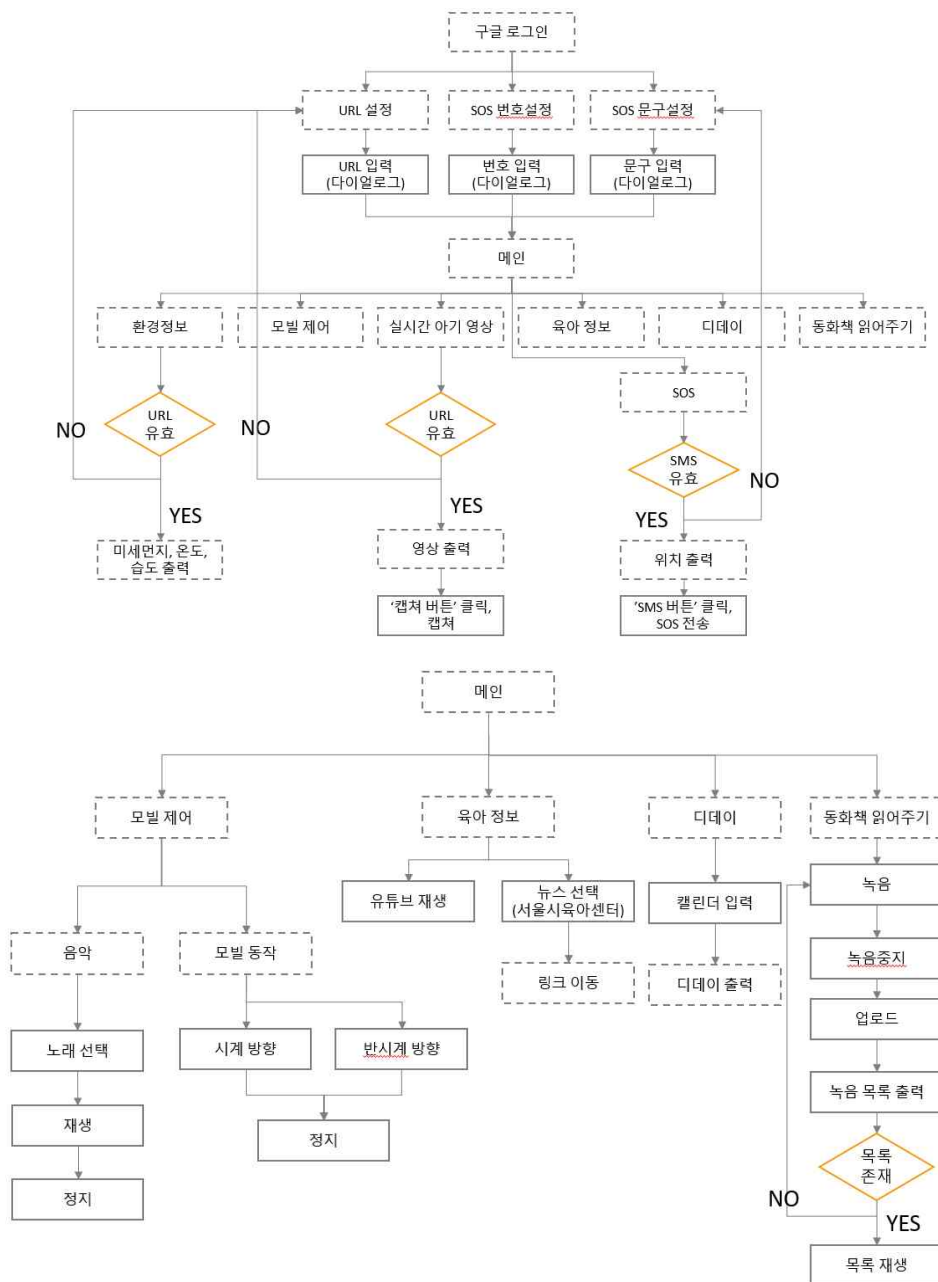 구글 로그인
URL 설정
SOS 번호설정
SOS 문구설정
URL 입력
(다이얼로그)
번호 입력
(다이얼로그)
문구 입력
(다이얼로그)
메인
환경정보
모빌 제어
실시간 아기 영상
육아 정보
디데이
동화책 읽어주기
SOS
URL
유효
NO
URL
유효
NO
SMS
유효
NO
YES
YES
YES
미세먼지, 온도,
습도 출력
영상 출력
위치 출력
‘캡쳐 버튼’ 클릭,
캡쳐
‘SMS 버튼’ 클릭,
SOS 전송
메인
모빌 제어
육아 정보
디데이
동화책 읽어주기
유튜브 재생
뉴스 선택
(서울시육아센터)
캘린더 입력
녹음
음악
모빌 동작
링크 이동
디데이 출력
녹음중지
업로드
노래 선택
시계 방향
반시계 방향
녹음 목록 출력
재생
정지
목록
존재
정지
NO
YES
목록 재생